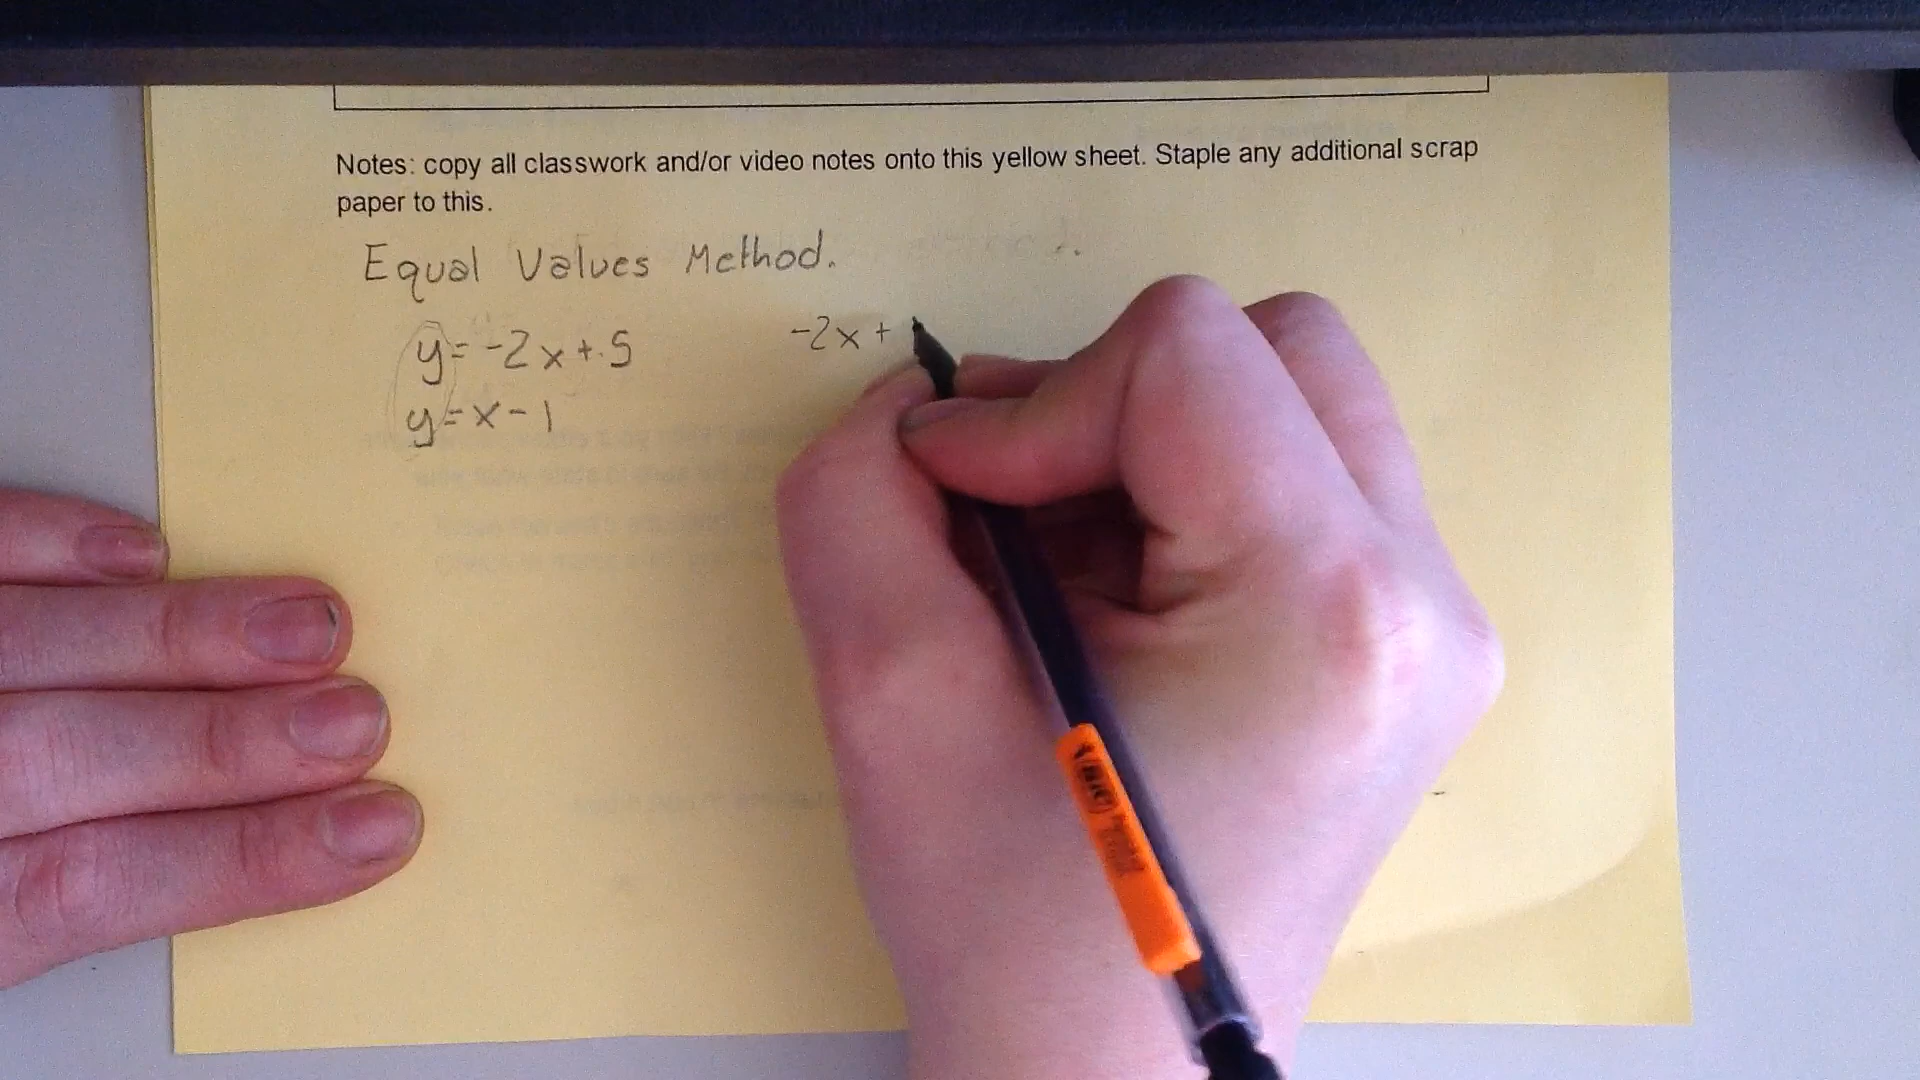 Notes: copy all classwork and/or video notes onto this yellow sheet. Staple any additional scrap
paper to this.
Equal Values Method.
y = -2x + 5
-2x +
y = x - 1
BIC